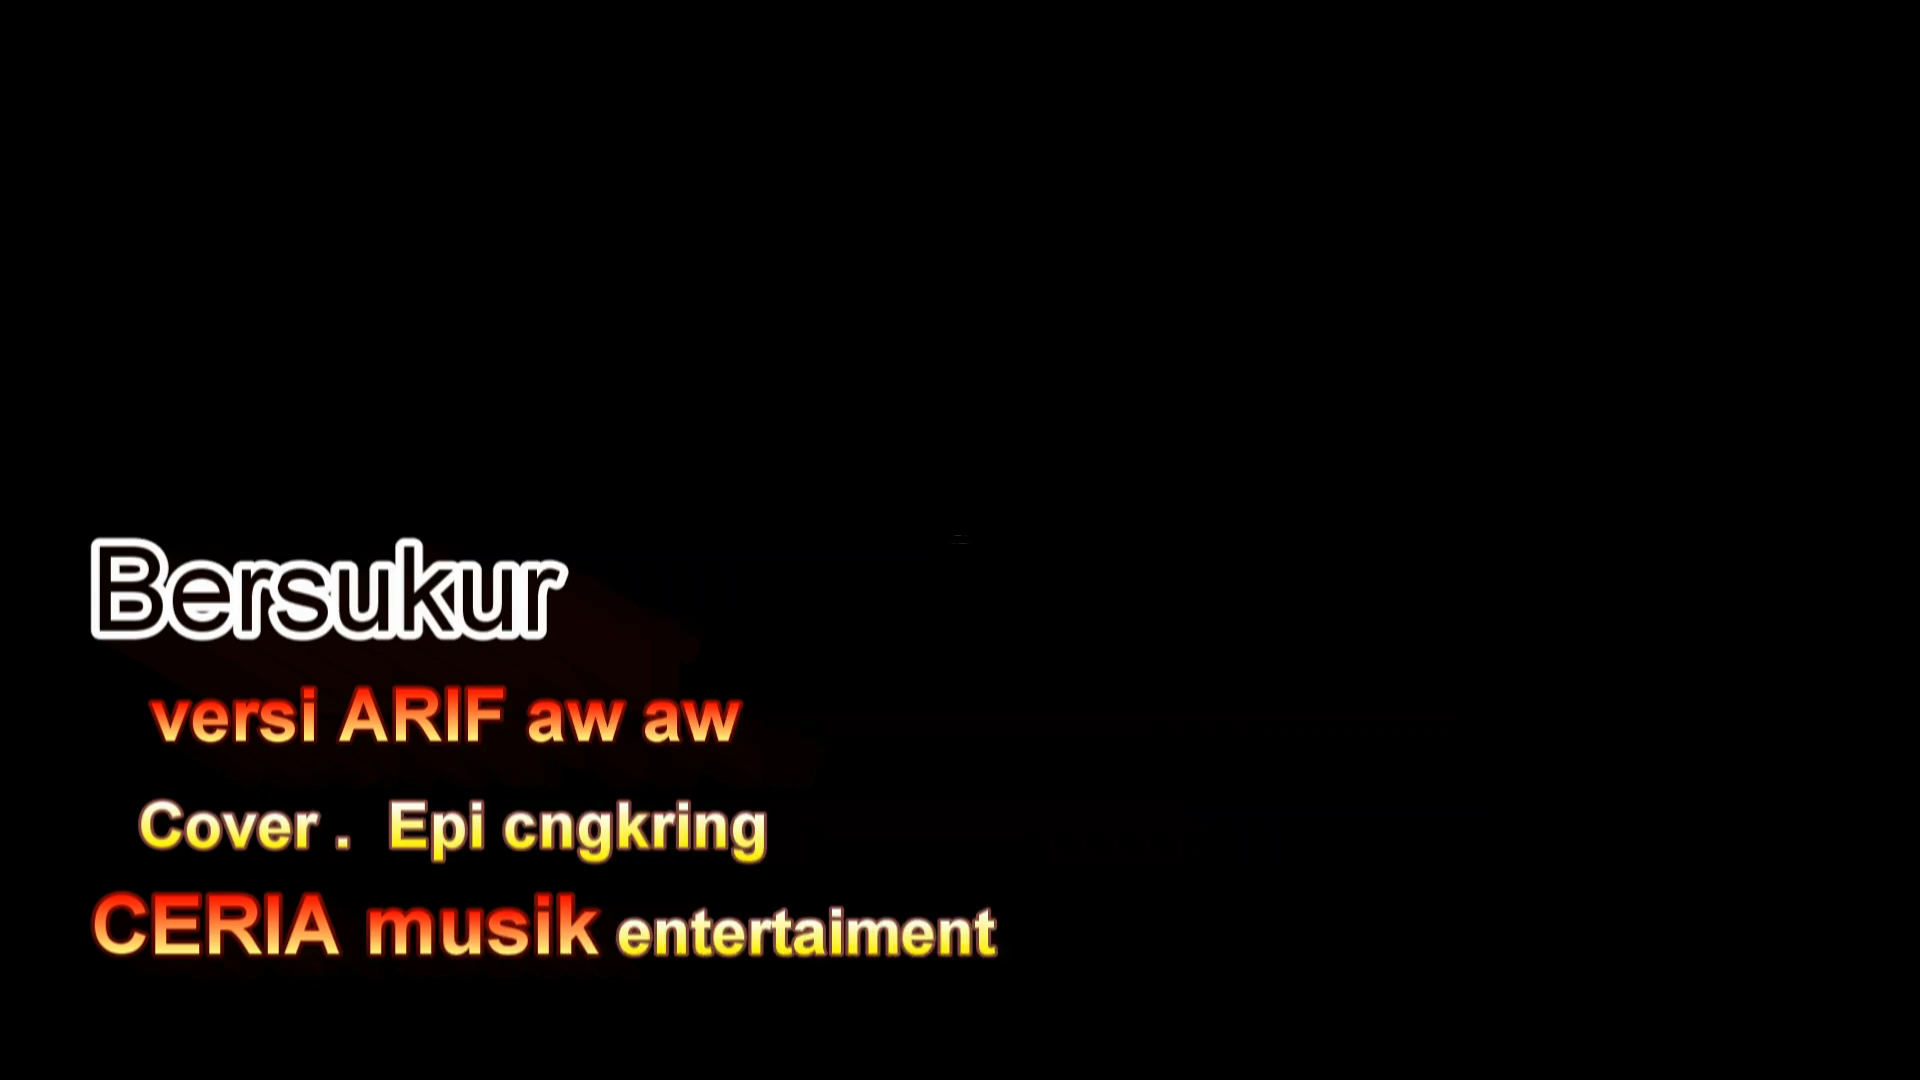 Bersukur
versi ARIF aw aw
Cover . Epi cngkring
CERIA musik entertaiment